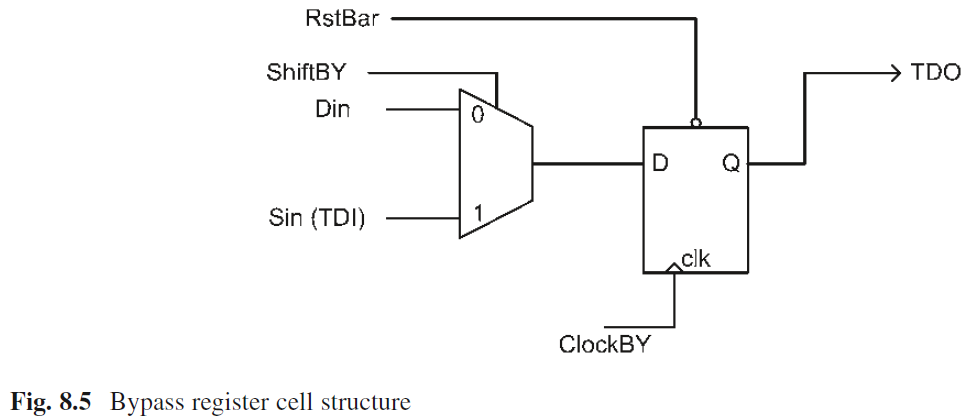 RstBar
ShiftBY
TDO
Din
0
D
Q
Sin (TDI)
1
clk
ClockBY
Fig. 8.5 Bypass register cell structure